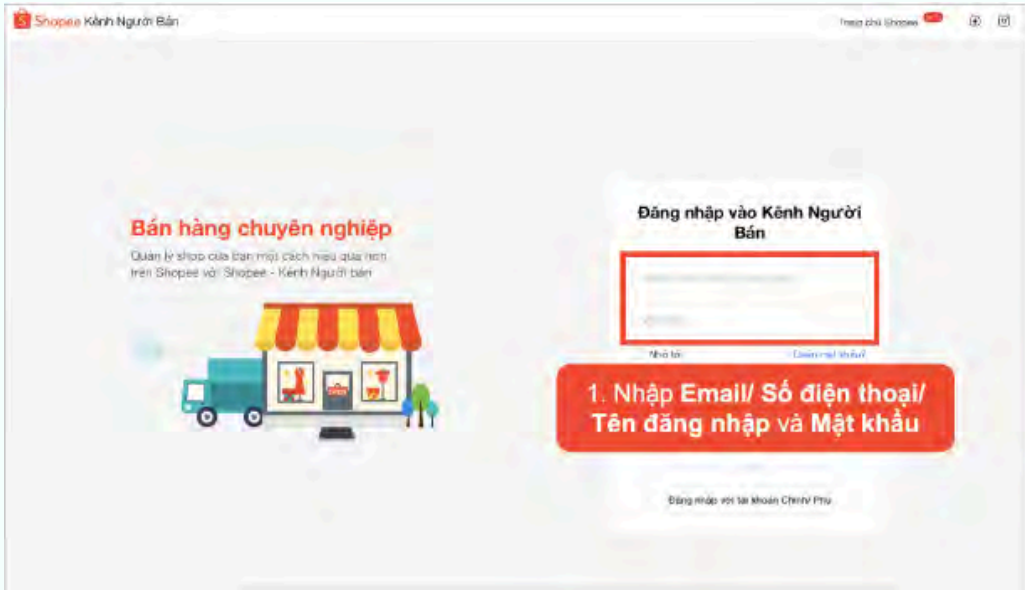 Shopee Kênh Người Bán
Trang chủ Shopee
Đăng nhập vào Kênh Người
Bán
Bán hàng chuyên nghiệp
Quản lý shop của bạn một cách hiệu quả hơn
trên Shopee với Shopee - Kênh Người bán
Nhớ tôi
Quên mật khẩu?
1. Nhập Email/ Số điện thoại/
Tên đăng nhập và Mật khẩu
Đăng nhập với tài khoản Chính/ Phụ